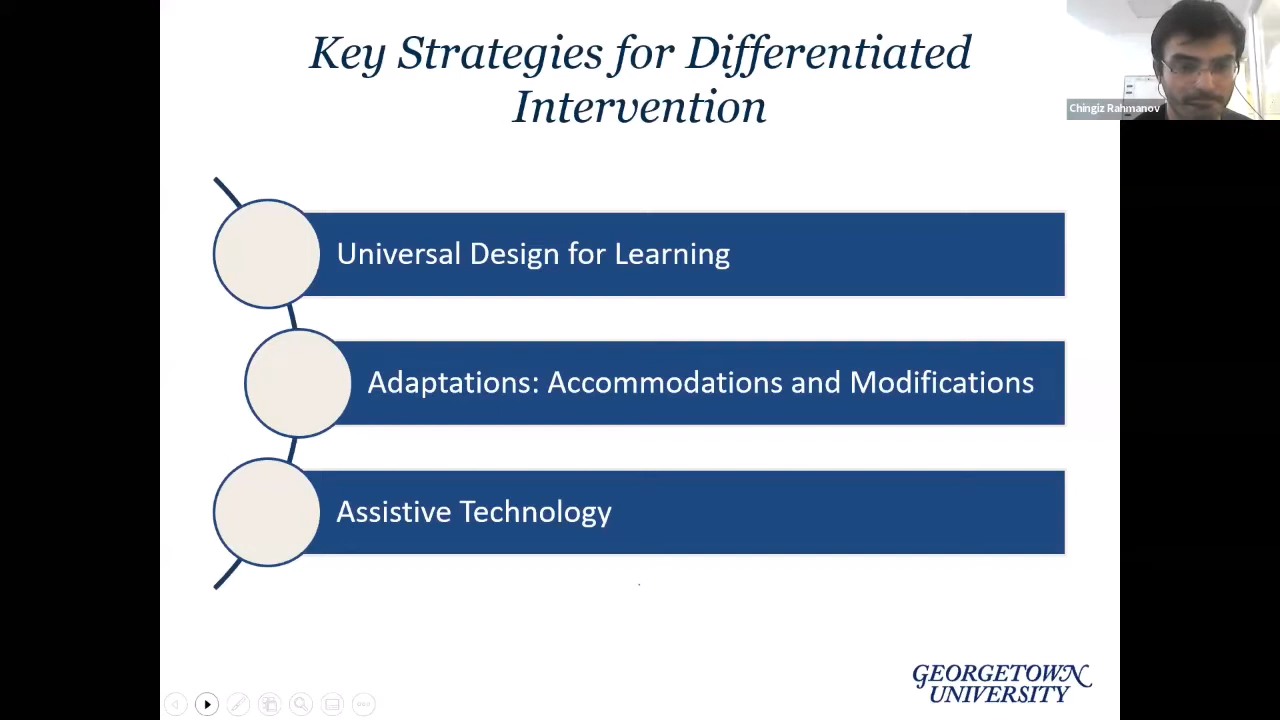 Key Strategies for Differentiated
Intervention
Chingiz Rahmanov
Universal Design for Learning
Adaptations: Accommodations and Modifications
Assistive Technology
GEORGETOWN
UNIVERSITY